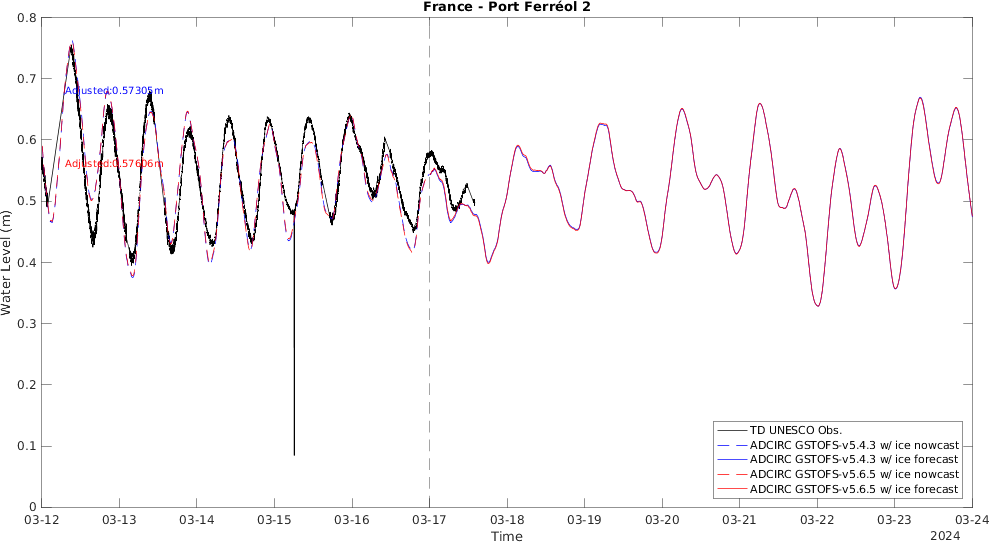 France - Port Ferréol 2
0.8
0.7
0.6
0.5
0.4
0.3
0.2
0.1
0
Water Level (m)
Adjusted:0.57305m
Adjusted:0.57606m
TD UNESCO Obs.
ADCIRC GSTOFS-v5.4.3 w/ ice nowcast
ADCIRC GSTOFS-v5.4.3 w/ ice forecast
ADCIRC GSTOFS-v5.6.5 w/ ice nowcast
ADCIRC GSTOFS-v5.6.5 w/ ice forecast
03-12 03-13 03-14 03-15 03-16 03-17 03-18 03-19 03-20 03-21 03-22 03-23 03-24
Time
2024